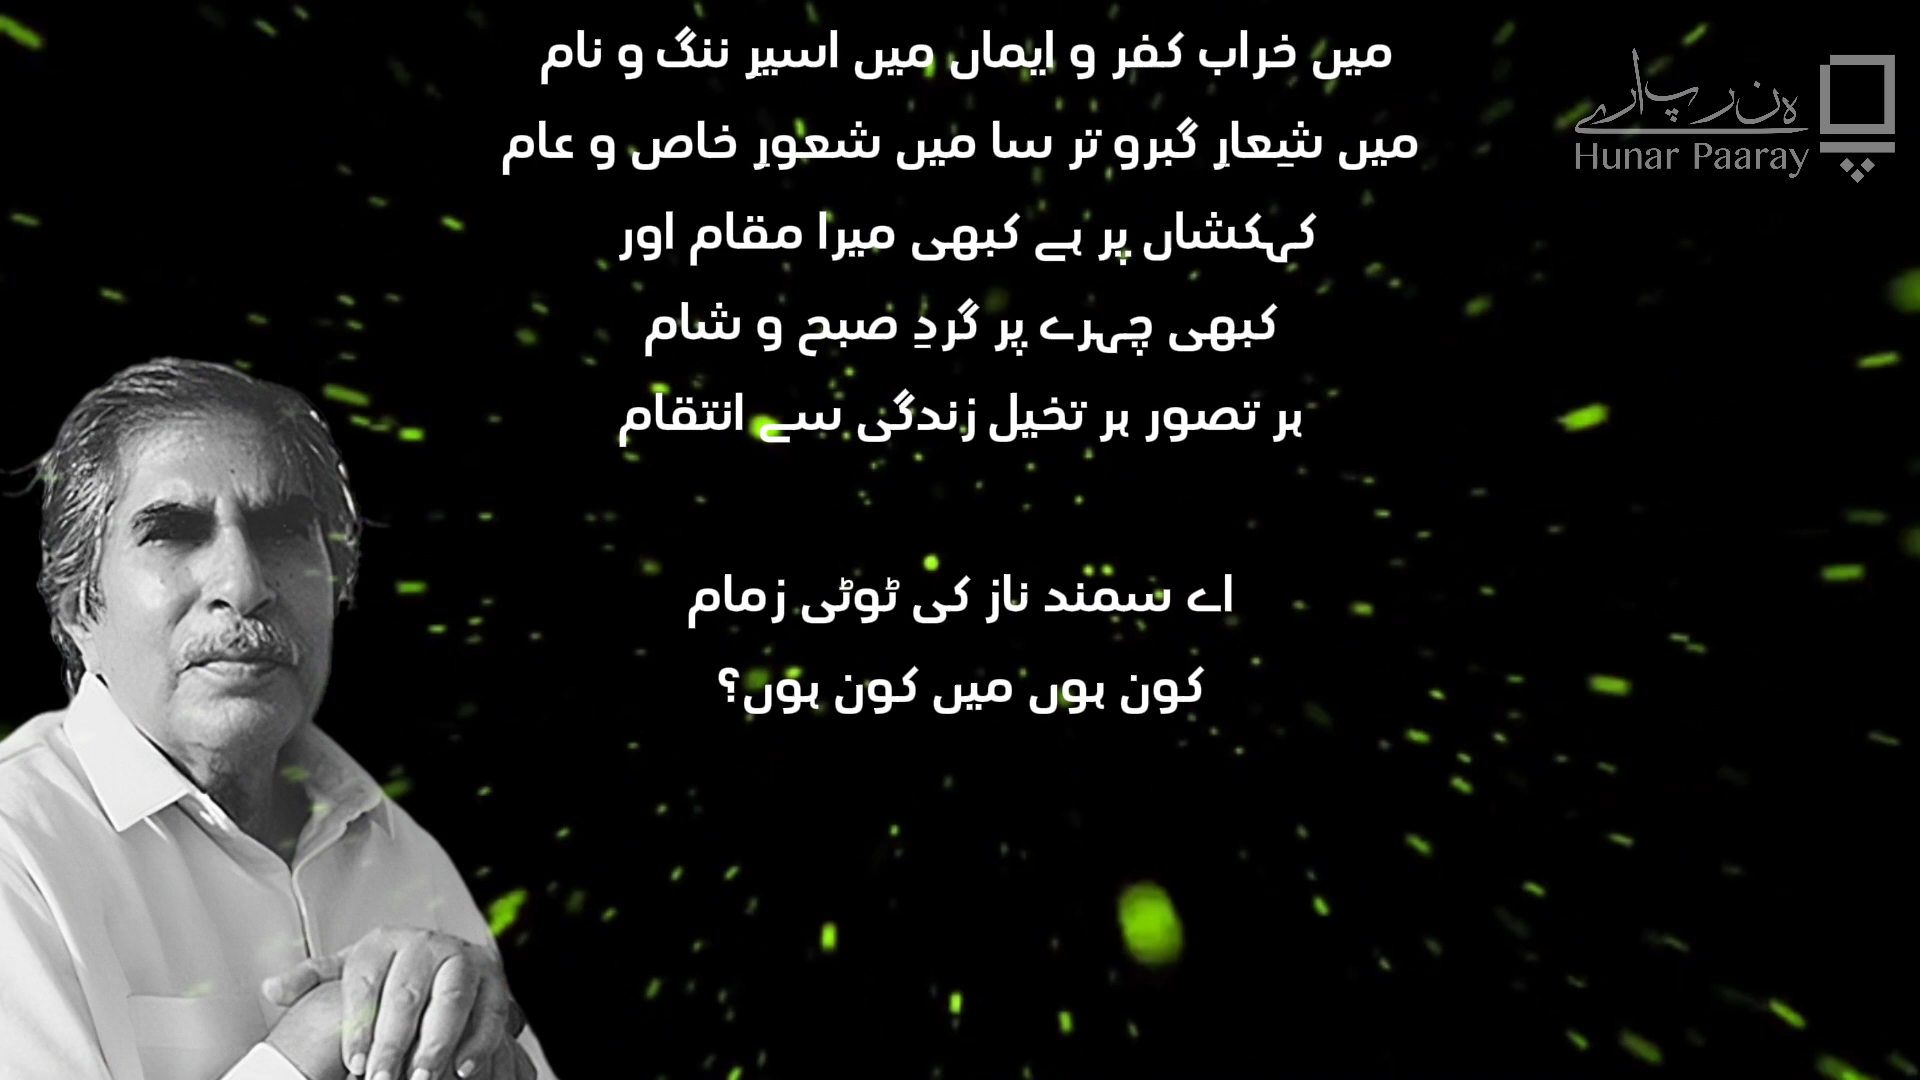 میں خراب کفر و ایماں میں اسیرِ ننگ و نام
میں شِعارِ گبرو تر سا میں شعورِ خاص و عام
کہکشاں پر ہے کبھی میرا مقام اور
کبھی چہرے پر گردِ صبح و شام
ہر تصور ہر تخیل زندگی سے انتقام
اے سمند ناز کی ٹوٹی زمام
کون ہوں میں کون ہوں؟
ہنر پارے
Hunar Paaray